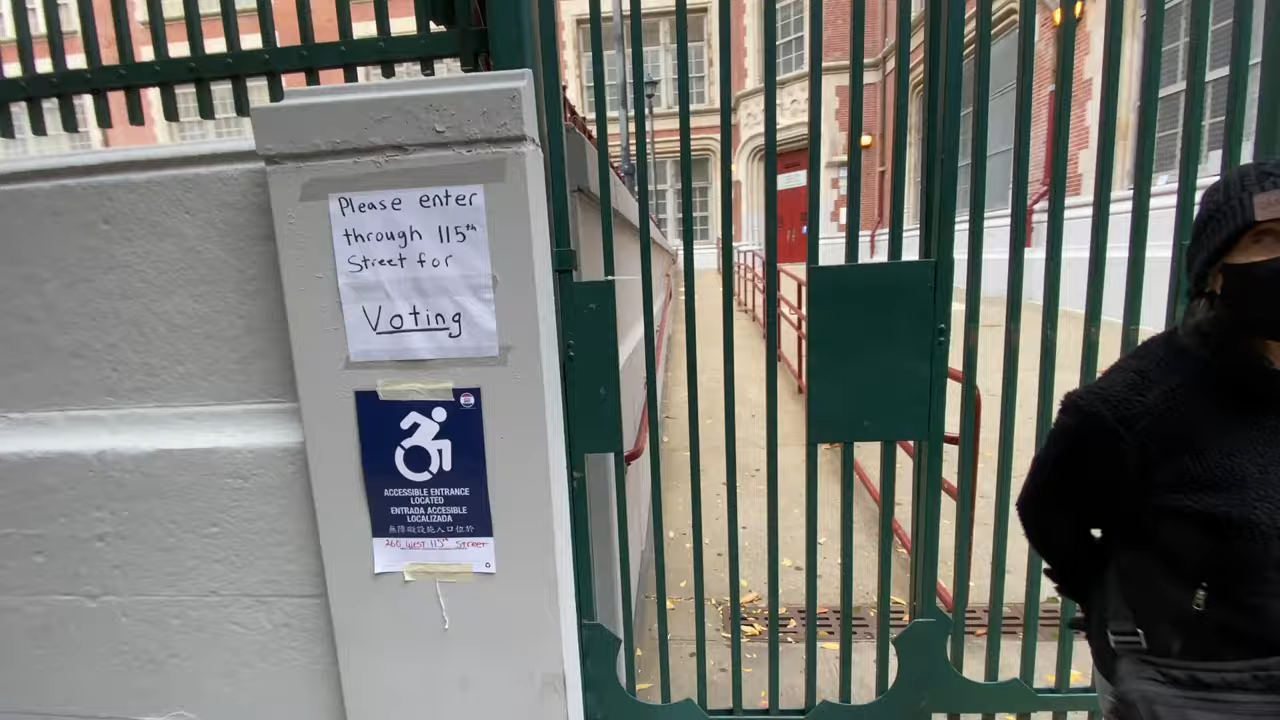 Please enter
through 115th
Street for
Voting
ACCESSIBLE ENTRANCE
LOCATED
ENTRADA ACCESIBLE
LOCALIZADA
無障礙設施入口位於
260 West 115th Street